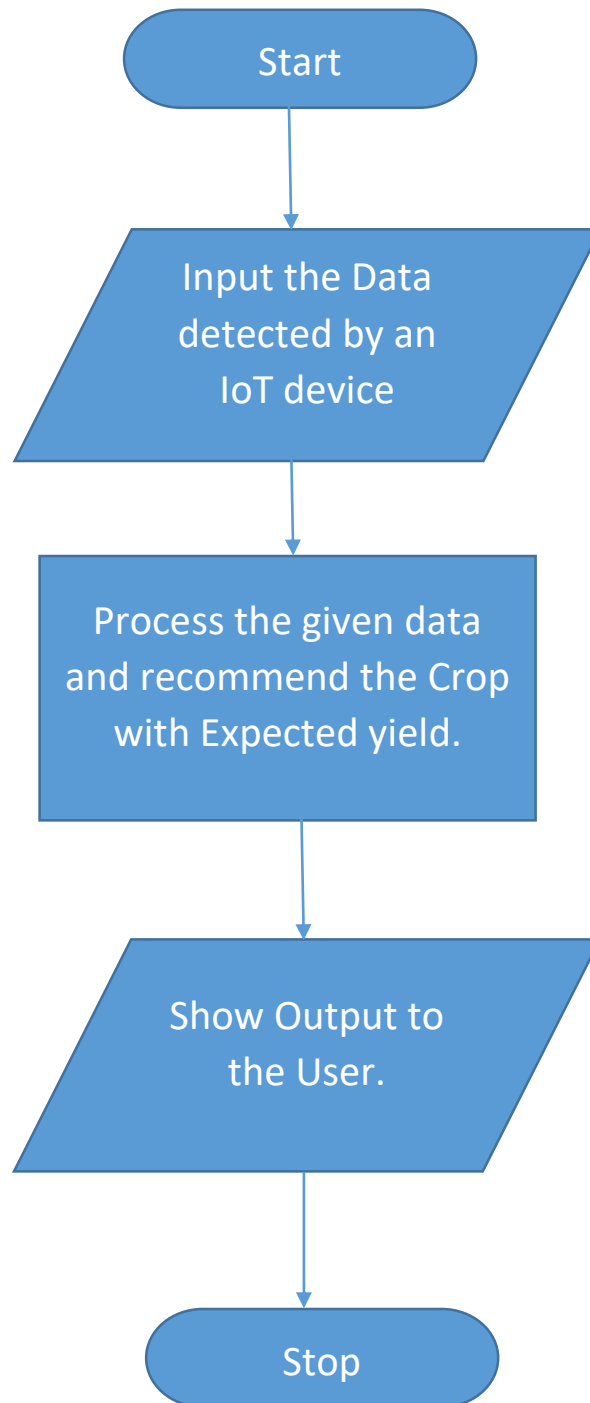 Start
Input the Data
detected by an
IoT device
Process the given data
and recommend the Crop
with Expected yield.
Show Output to
the User.
Stop